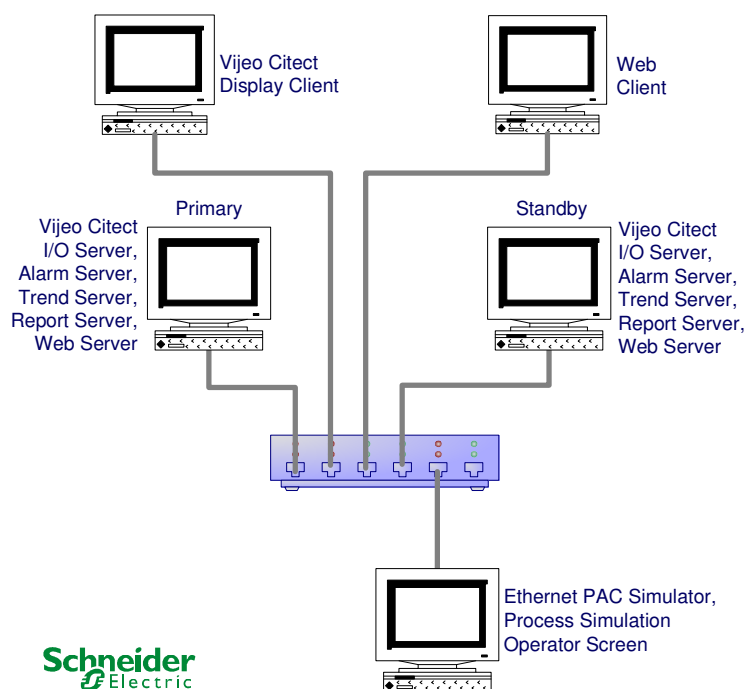 Vijeo Citect
Display Client
Web
Client
Primary
Vijeo Citect
I/O Server,
Alarm Server,
Trend Server,
Report Server,
Web Server
Standby
Vijeo Citect
I/O Server,
Alarm Server,
Trend Server,
Report Server,
Web Server
Ethernet PAC Simulator,
Process Simulation
Operator Screen
Schneider
Electric